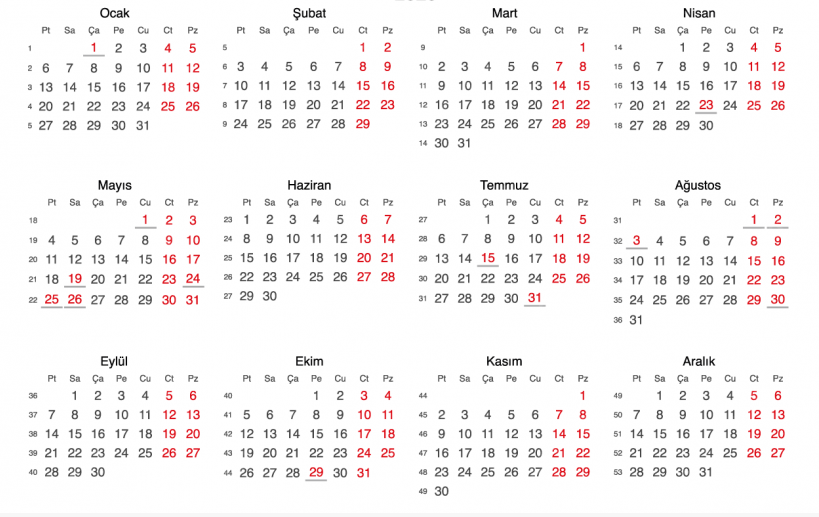 Ocak
Pt Sa Ça Pe Cu Ct Pz
1 1 2 3 4 5
2 6 7 8 9 10 11 12
3 13 14 15 16 17 18 19
4 20 21 22 23 24 25 26
5 27 28 29 30 31
Şubat
Pt Sa Ça Pe Cu Ct Pz
5 1 2
6 3 4 5 6 7 8 9
7 10 11 12 13 14 15 16
8 17 18 19 20 21 22 23
9 24 25 26 27 28 29
Mart
Pt Sa Ça Pe Cu Ct Pz
9 1
10 2 3 4 5 6 7 8
11 9 10 11 12 13 14 15
12 16 17 18 19 20 21 22
13 23 24 25 26 27 28 29
14 30 31
Nisan
Pt Sa Ça Pe Cu Ct Pz
14 1 2 3 4 5
15 6 7 8 9 10 11 12
16 13 14 15 16 17 18 19
17 20 21 22 23 24 25 26
18 27 28 29 30
Mayıs
Pt Sa Ça Pe Cu Ct Pz
18 1 2 3
19 4 5 6 7 8 9 10
20 11 12 13 14 15 16 17
21 18 19 20 21 22 23 24
22 25 26 27 28 29 30 31
Haziran
Pt Sa Ça Pe Cu Ct Pz
23 1 2 3 4 5 6 7
24 8 9 10 11 12 13 14
25 15 16 17 18 19 20 21
26 22 23 24 25 26 27 28
27 29 30
Temmuz
Pt Sa Ça Pe Cu Ct Pz
27 1 2 3 4 5
28 6 7 8 9 10 11 12
29 13 14 15 16 17 18 19
30 20 21 22 23 24 25 26
31 27 28 29 30 31
Ağustos
Pt Sa Ça Pe Cu Ct Pz
31 1 2
32 3 4 5 6 7 8 9
33 10 11 12 13 14 15 16
34 17 18 19 20 21 22 23
35 24 25 26 27 28 29 30
36 31
Eylül
Pt Sa Ça Pe Cu Ct Pz
36 1 2 3 4 5 6
37 7 8 9 10 11 12 13
38 14 15 16 17 18 19 20
39 21 22 23 24 25 26 27
40 28 29 30
Ekim
Pt Sa Ça Pe Cu Ct Pz
40 1 2 3 4
41 5 6 7 8 9 10 11
42 12 13 14 15 16 17 18
43 19 20 21 22 23 24 25
44 26 27 28 29 30 31
Kasım
Pt Sa Ça Pe Cu Ct Pz
44 1
45 2 3 4 5 6 7 8
46 9 10 11 12 13 14 15
47 16 17 18 19 20 21 22
48 23 24 25 26 27 28 29
49 30
Aralık
Pt Sa Ça Pe Cu Ct Pz
49 1 2 3 4 5 6
50 7 8 9 10 11 12 13
51 14 15 16 17 18 19 20
52 21 22 23 24 25 26 27
53 28 29 30 31